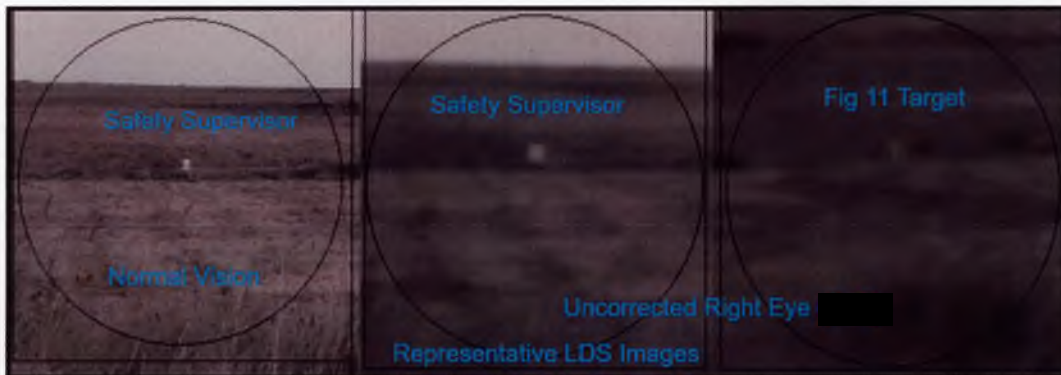 Safety Supervisor
Safety Supervisor
Fig 11 Target
Normal Vision
Uncorrected Right Eye
Representative LDS Images